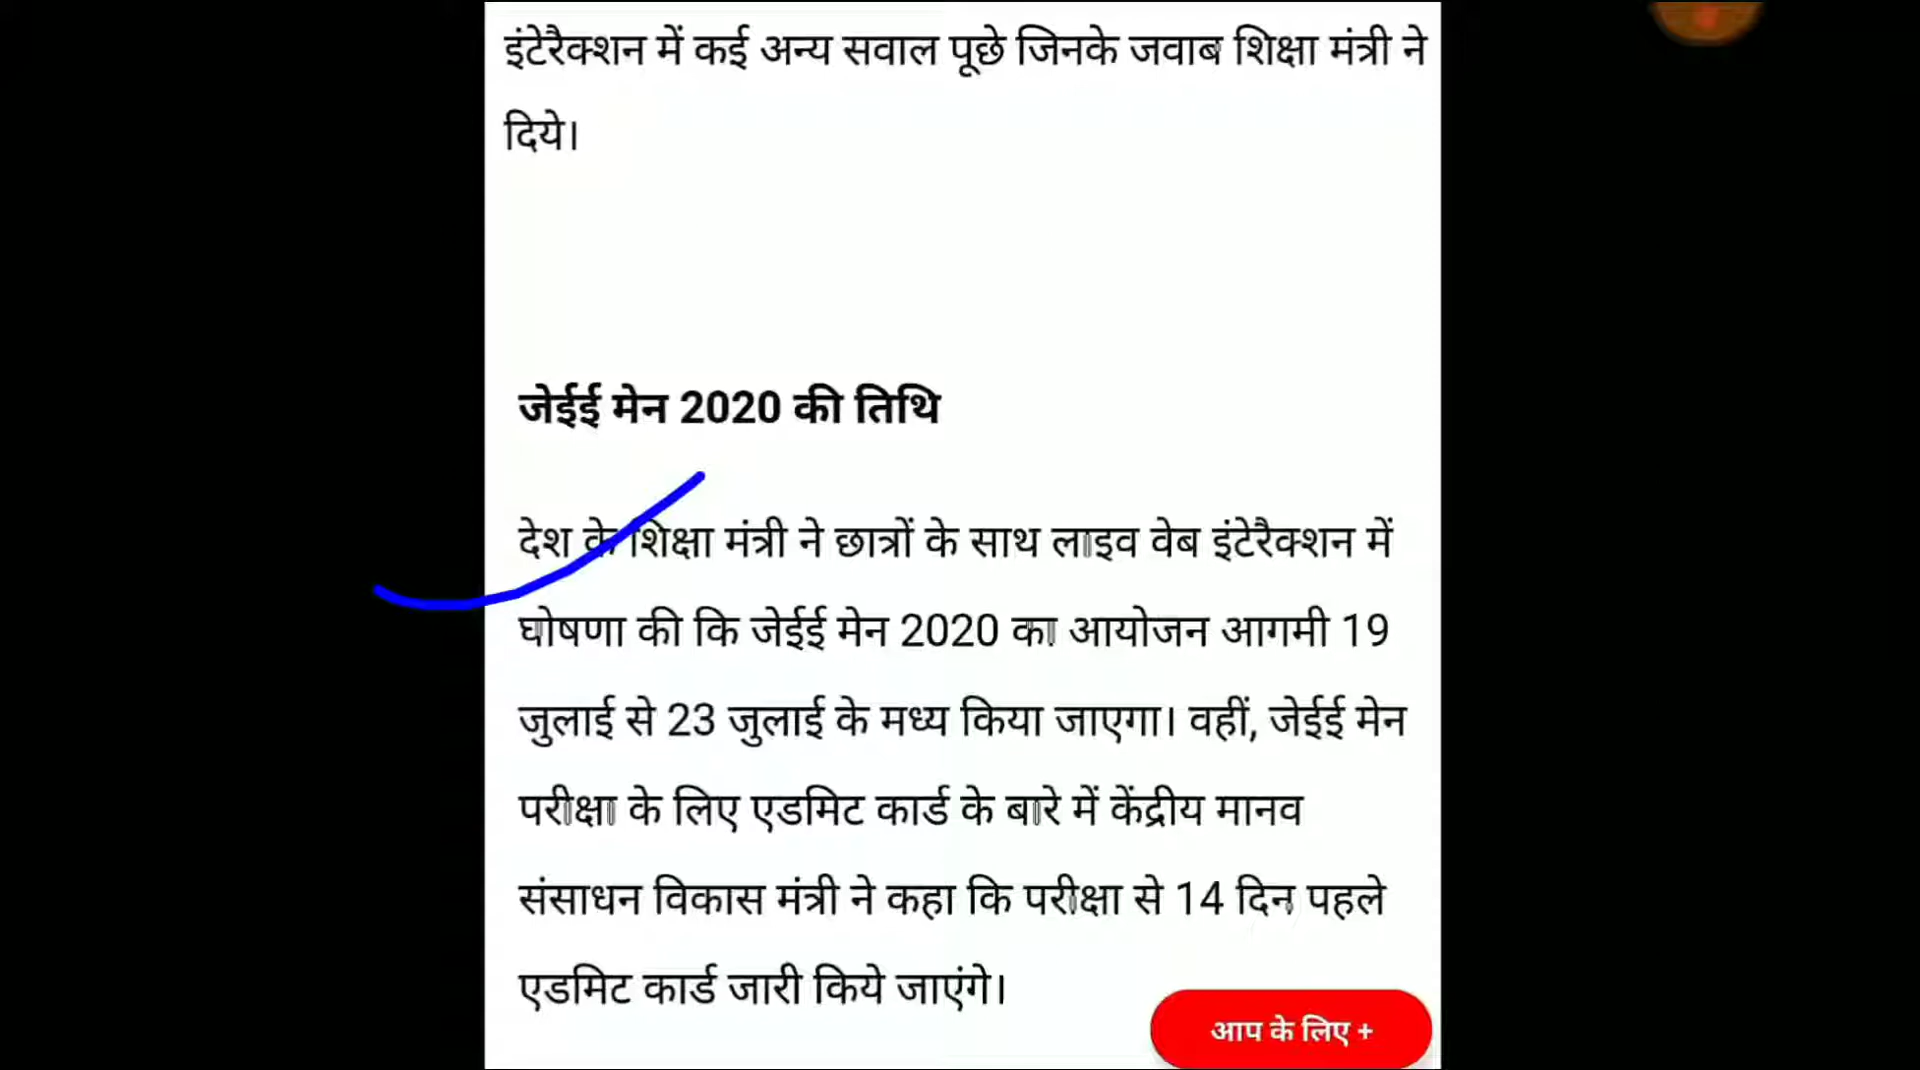 इंटेरैक्शन में कई अन्य सवाल पूछे जिनके जवाब शिक्षा मंत्री ने
दिये।
जेईई मेन 2020 की तिथि
देश के शिक्षा मंत्री ने छात्रों के साथ लाइव वेब इंटेरैक्शन में
घोषणा की कि जेईई मेन 2020 का आयोजन आगमी 19
जुलाई से 23 जुलाई के मध्य किया जाएगा। वहीं, जेईई मेन
परीक्षा के लिए एडमिट कार्ड के बारे में केंद्रीय मानव
संसाधन विकास मंत्री ने कहा कि परीक्षा से 14 दिन पहले
एडमिट कार्ड जारी किये जाएंगे।
आप के लिए +